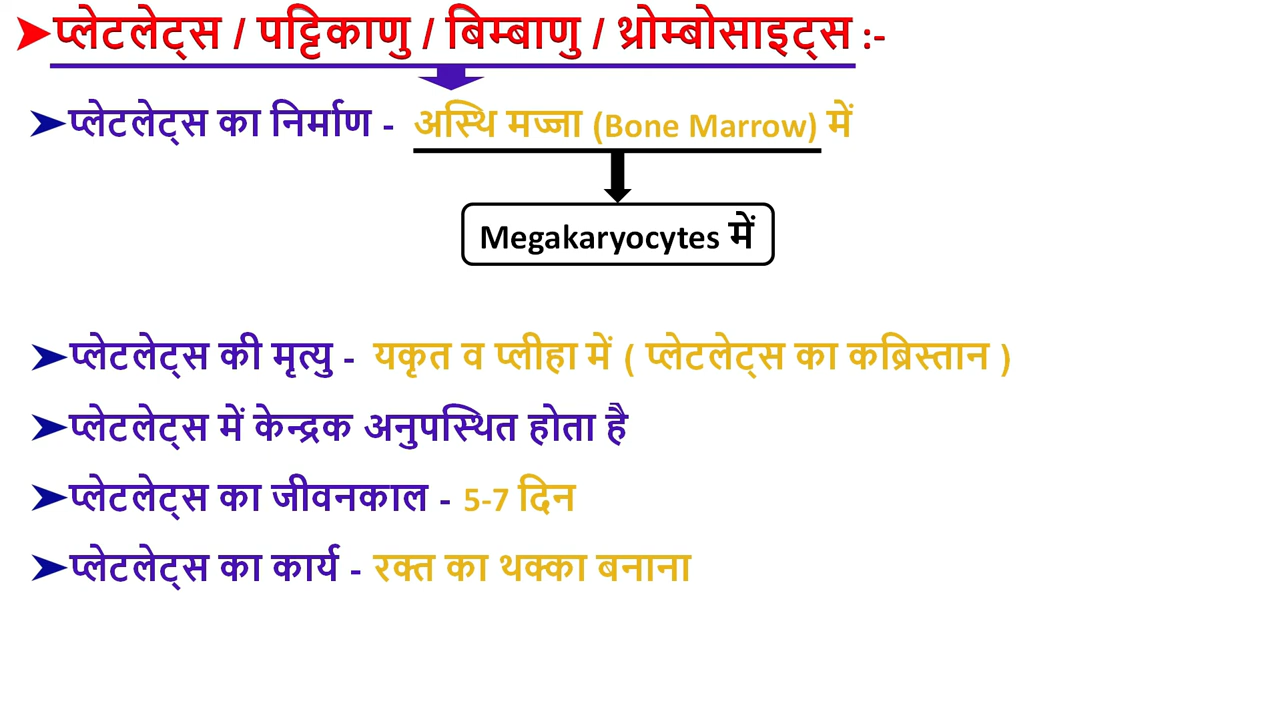 ➤प्लेटलेट्स / पट्टिकाणु / बिम्बाणु / थ्रोम्बोसाइट्स :-
➤प्लेटलेट्स का निर्माण - अस्थि मज्जा (Bone Marrow) में
Megakaryocytes में
➤प्लेटलेट्स की मृत्यु - यकृत व प्लीहा में ( प्लेटलेट्स का कब्रिस्तान )
➤प्लेटलेट्स में केन्द्रक अनुपस्थित होता है
➤प्लेटलेट्स का जीवनकाल - 5-7 दिन
➤प्लेटलेट्स का कार्य - रक्त का थक्का बनाना